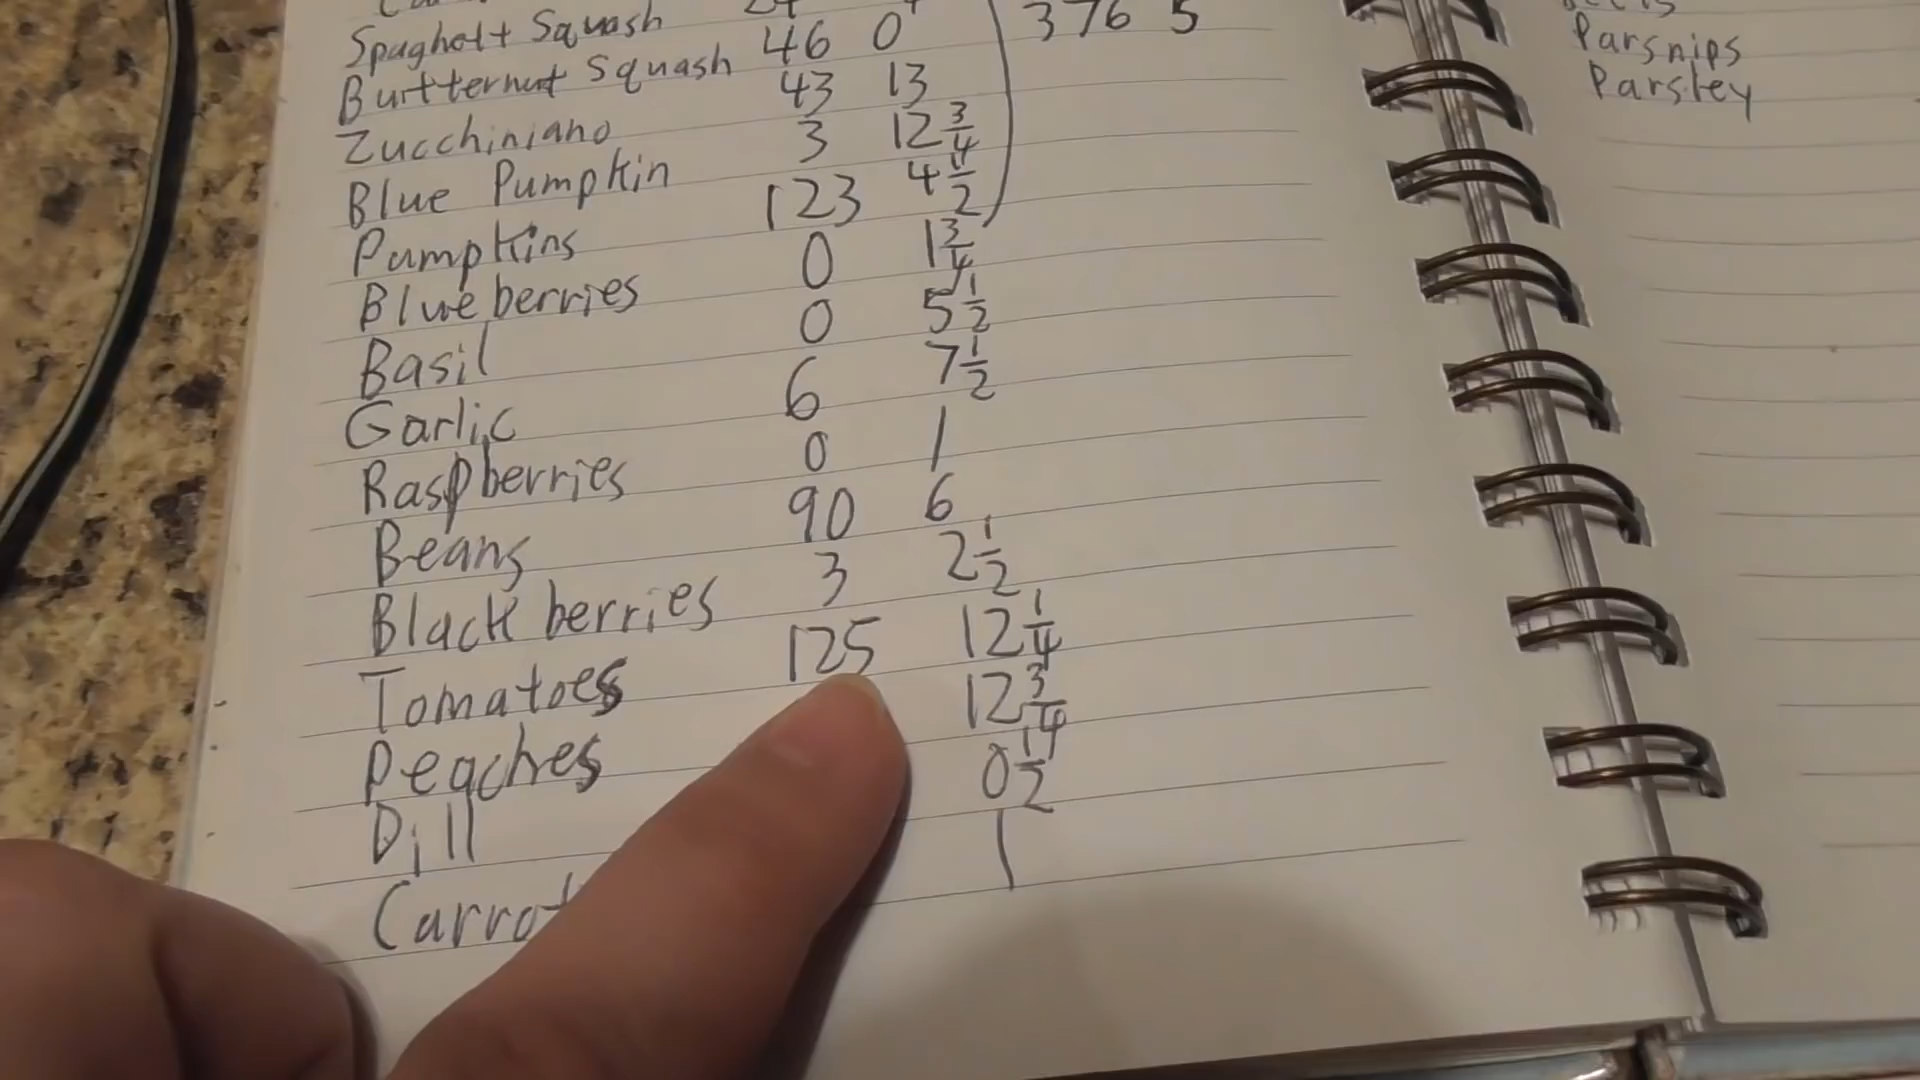 Spaghett Squash
Butternut Squash 46 0 376 5
Zucchiniano 43 13
Blue Pumpkin 3 12 3/4
Pumpkins 123 4 1/2
Blueberries 0 1 3/4
Basil 0 5 1/2
Garlic 6 7 1/2
Raspberries 0 1
Beans 90 6
Blackberries 3 2 1/2
Tomatoes 125 12 1/4
Peaches 12 3/4
Dill 0 1/2
Carrot 1
Parsnips
Parsley